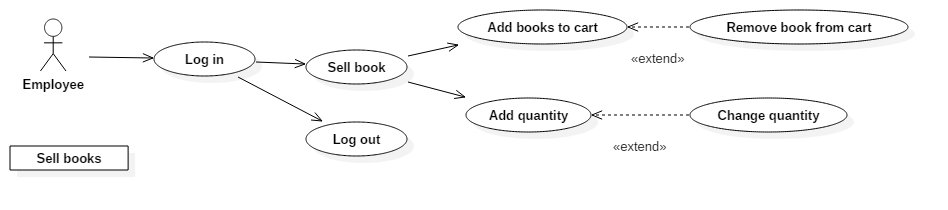 Add books to cart
Remove book from cart
Log in
Sell book
«extend»
Employee
Add quantity
Change quantity
Log out
«extend»
Sell books